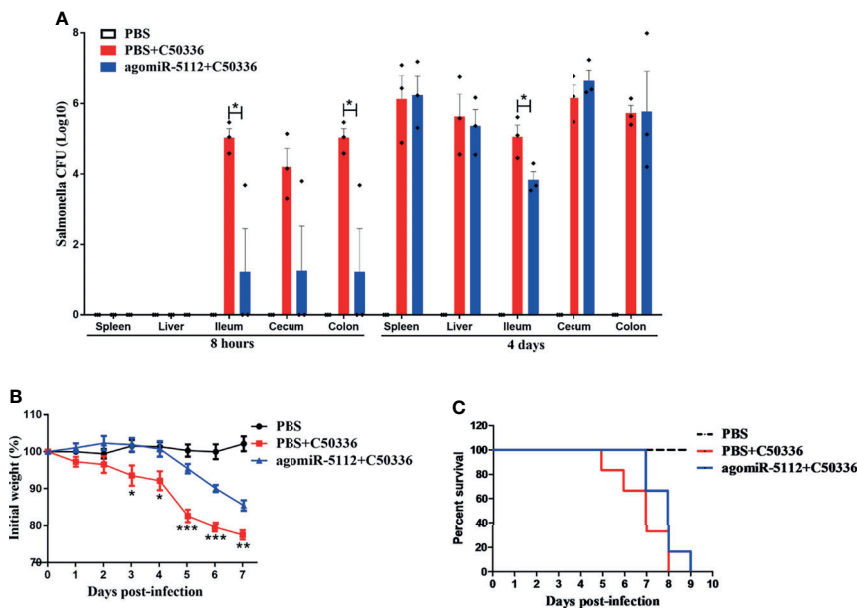 A
PBS
PBS+C50336
agomiR-5112+C50336
Salmonella CFU (Log10)
10
8
6
4
2
0
* * *
Spleen Liver Ileum Cecum Colon Spleen Liver Ileum Cecum Colon
8 hours 4 days
B
Initial weight (%)
110
100
90
80
70
PBS
PBS+C50336
agomiR-5112+C50336
* * *** *** **
0 1 2 3 4 5 6 7
Days post-infection
C
Percent survival
120
100
80
60
40
20
0
PBS
PBS+C50336
agomiR-5112+C50336
0 1 2 3 4 5 6 7 8 9 10
Days post-infection